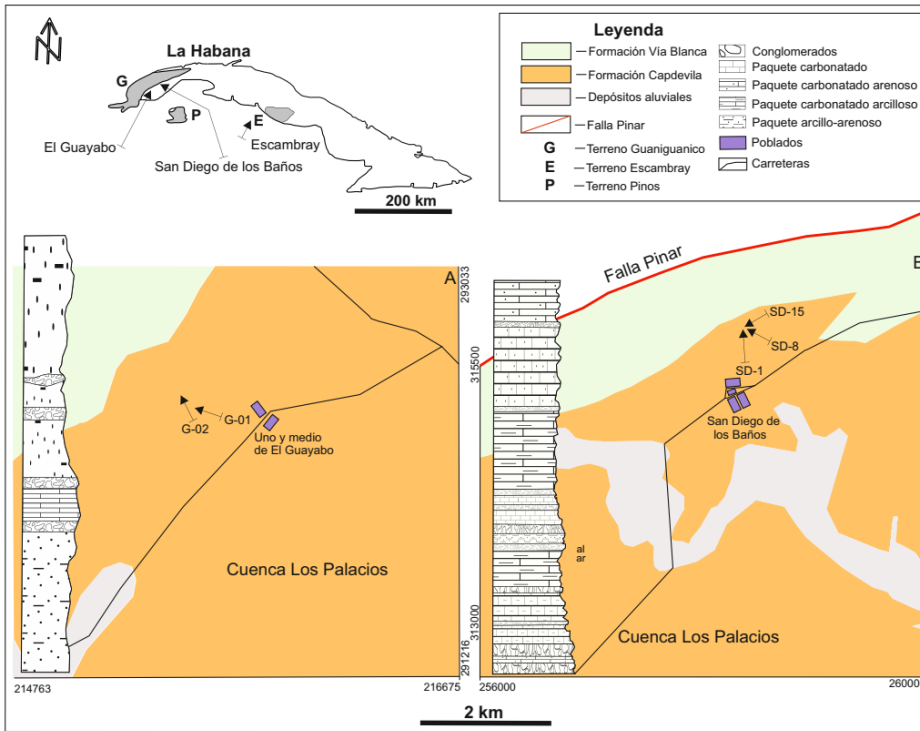 N
La Habana
G
P
E
El Guayabo
San Diego de los Baños
Escambray
200 km
Leyenda
Formación Vía Blanca
Formación Capdevila
Depósitos aluviales
Falla Pinar
G Terreno Guaniguanico
E Terreno Escambray
P Terreno Pinos
Conglomerados
Paquete carbonatado
Paquete carbonatado arenoso
Paquete carbonatado arcilloso
Paquete arcillo-arenoso
Poblados
Carreteras
A
293033
G-01
G-02
Uno y medio
de El Guayabo
Cuenca Los Palacios
291216
214763
216675
Falla Pinar
315500
SD-15
SD-8
SD-1
San Diego de
los Baños
al
ar
Cuenca Los Palacios
313000
256000
2 km